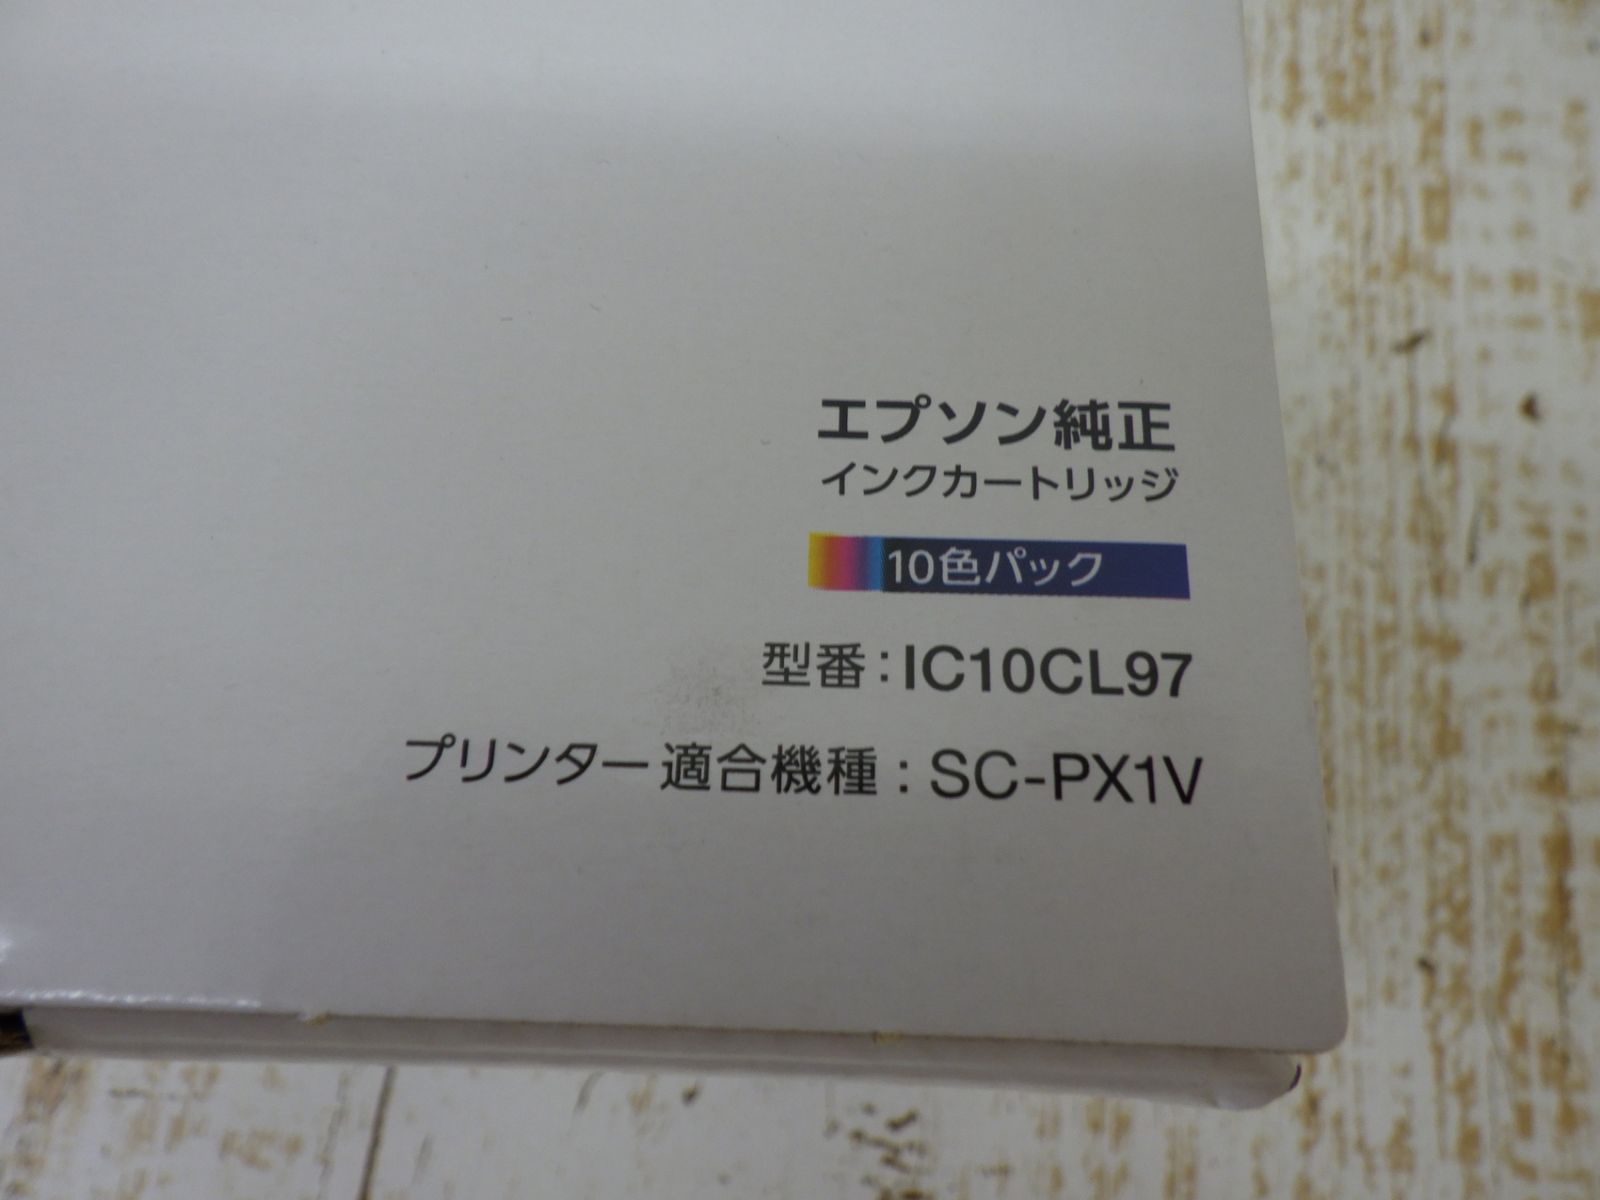 エプソン純正
インクカートリッジ
10色パック
型番:IC10CL97
プリンター適合機種:SC-PX1V